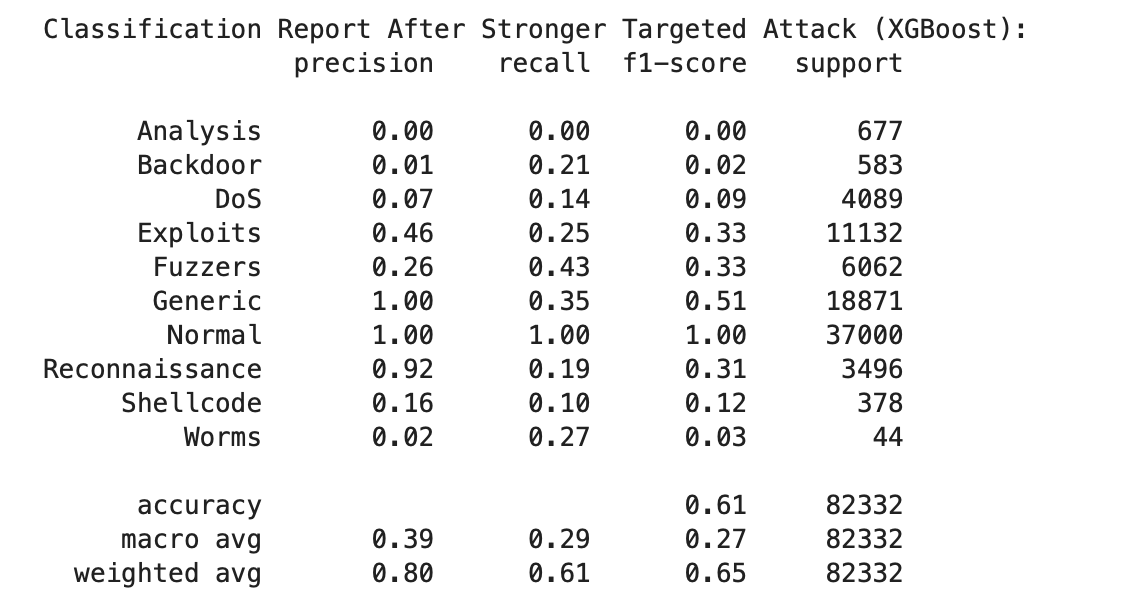 Classification Report After Stronger Targeted Attack (XGBoost):
precision recall f1-score support
Analysis 0.00 0.00 0.00 677
Backdoor 0.01 0.21 0.02 583
DoS 0.07 0.14 0.09 4089
Exploits 0.46 0.25 0.33 11132
Fuzzers 0.26 0.43 0.33 6062
Generic 1.00 0.35 0.51 18871
Normal 1.00 1.00 1.00 37000
Reconnaissance 0.92 0.19 0.31 3496
Shellcode 0.16 0.10 0.12 378
Worms 0.02 0.27 0.03 44
accuracy 0.61 82332
macro avg 0.39 0.29 0.27 82332
weighted avg 0.80 0.61 0.65 82332